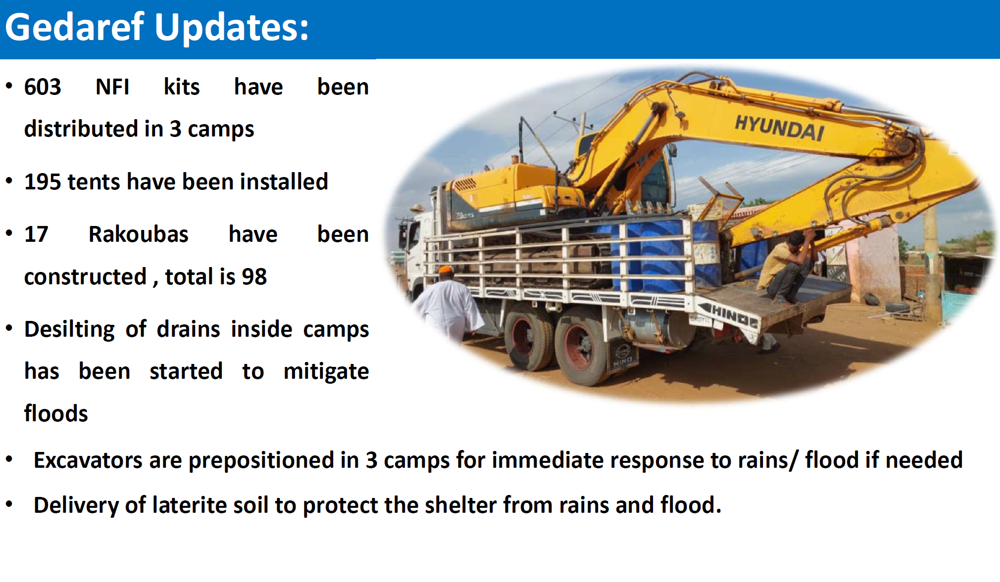 Gedaref Updates:
• 603 NFI kits have been
distributed in 3 camps
• 195 tents have been installed
• 17 Rakoubas have been
constructed , total is 98
• Desilting of drains inside camps
has been started to mitigate
floods
• Excavators are prepositioned in 3 camps for immediate response to rains/ flood if needed
• Delivery of laterite soil to protect the shelter from rains and flood.
HYUNDAI
HINO
HINO